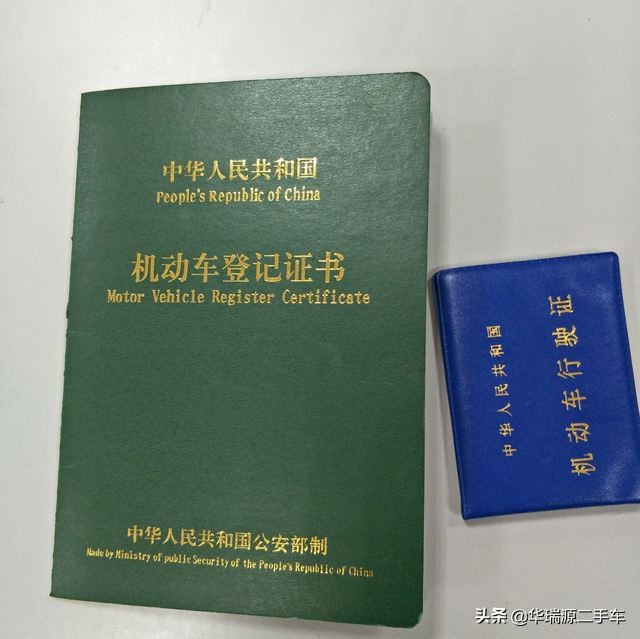 中华人民共和国
People's Republic of China
机动车登记证书
Motor Vehicle Register Certificate
中华人民共和国公安部制
Made by Ministry of public Security of the People's Republic of China
中华人民共和国
机动车行驶证
头条 @华瑞源二手车